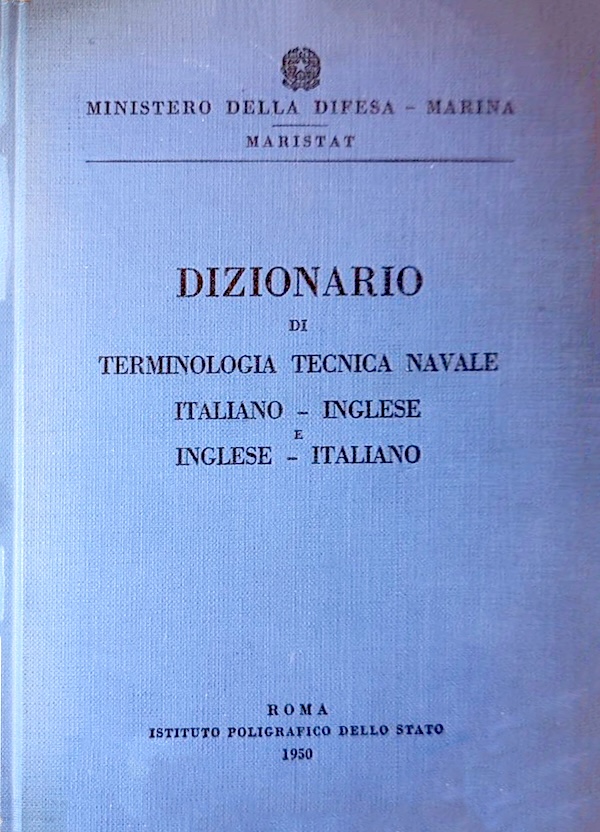 MINISTERO DELLA DIFESA – MARINA
MARISTAT
DIZIONARIO
DI
TERMINOLOGIA TECNICA NAVALE
ITALIANO – INGLESE
E
INGLESE – ITALIANO
ROMA
ISTITUTO POLIGRAFICO DELLO STATO
1950